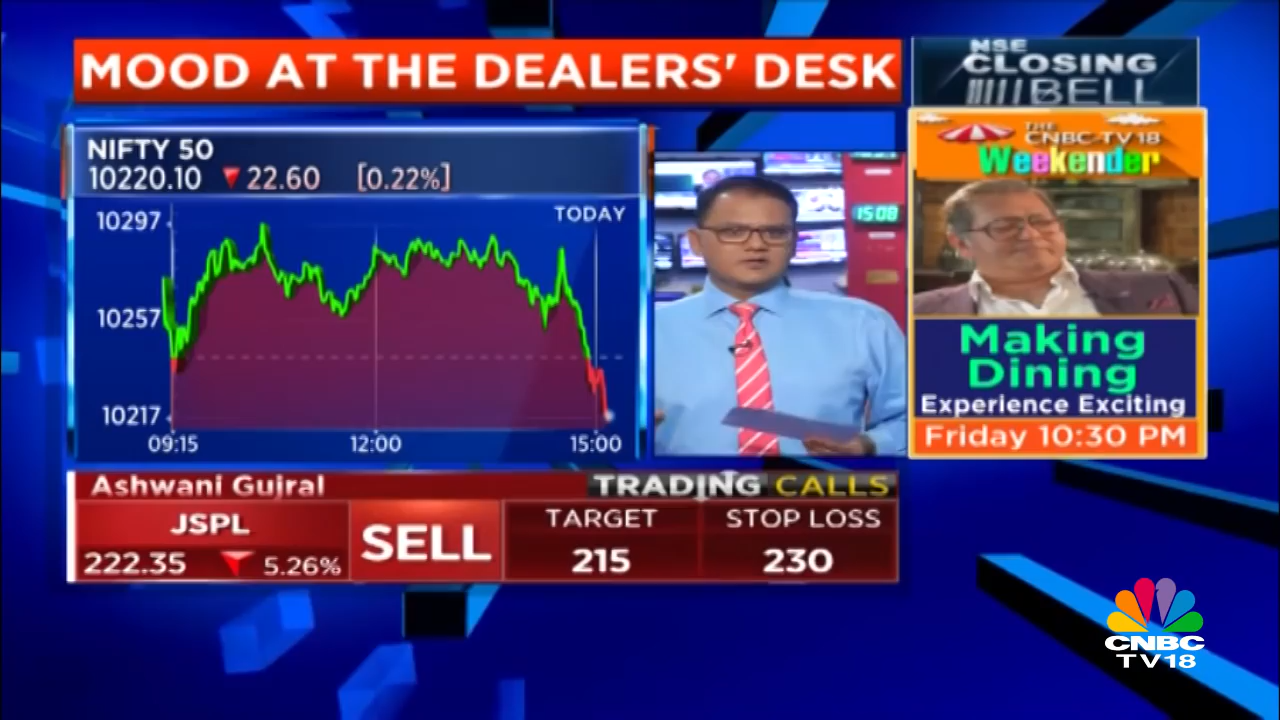 MOOD AT THE DEALERS' DESK
NSE
CLOSING
BELL
NIFTY 50
10220.10 ▼ 22.60 [0.22%]
TODAY
10297
10257
10217
09:15 12:00 15:00
15:08
THE
CNBC-TV18
Weekender
Making
Dining
Experience Exciting
Friday 10:30 PM
Ashwani Gujral
TRADING CALLS
JSPL
222.35 ▼ 5.26%
SELL
TARGET
215
STOP LOSS
230
CNBC
TV18